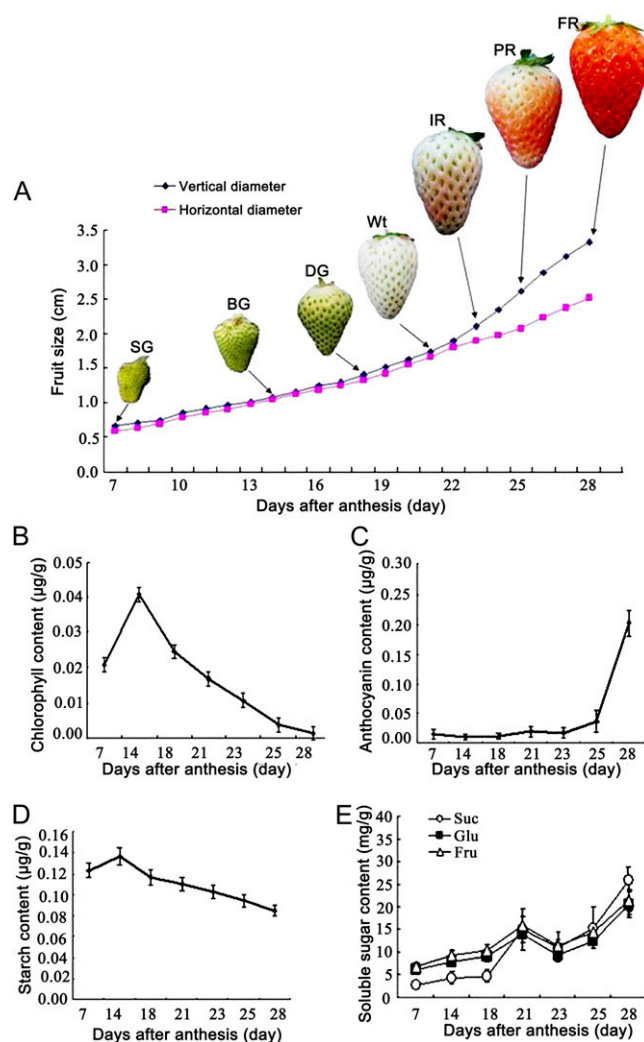 FR
PR
IR
A
Vertical diameter
Horizontal diameter
Wt
DG
BG
SG
Fruit size (cm)
3.5
3.0
2.5
2.0
1.5
1.0
0.5
0.0
7 10 13 16 19 22 25 28
Days after anthesis (day)
B
Chlorophyll content (μg/g)
0.05
0.04
0.04
0.02
0.01
0.00
7 14 18 21 23 25 28
Days after anthesis (day)
C
Anthocyanin content (μg/g)
0.30
0.20
0.20
0.15
0.10
0.05
0.00
7 14 18 21 23 25 28
Days after anthesis (day)
D
Starch content (μg/g)
0.16
0.14
0.12
0.10
0.08
0.06
0.04
0.02
0.00
7 14 18 21 23 25 28
Days after anthesis (day)
E
Suc
Glu
Fru
Soluble sugar content (mg/g)
40
35
30
25
20
15
10
5
0
7 14 18 21 23 25 28
Days after anthesis (day)